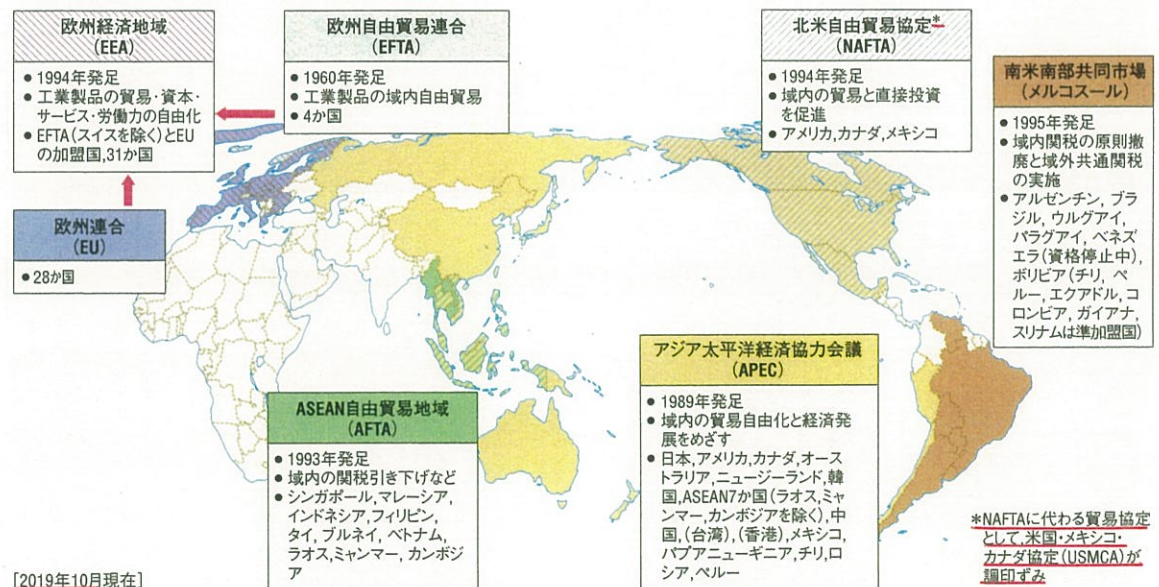 欧州経済地域
(EEA)
● 1994年発足
● 工業製品の貿易・資本・
サービス・労働力の自由化
● EFTA(スイスを除く)とEU
の加盟国,31か国
欧州自由貿易連合
(EFTA)
● 1960年発足
● 工業製品の域内自由貿易
● 4か国
北米自由貿易協定*
(NAFTA)
● 1994年発足
● 域内の貿易と直接投資
を促進
● アメリカ,カナダ,メキシコ
南米南部共同市場
(メルコスール)
● 1995年発足
● 域内関税の原則撤
廃と域外共通関税
の実施
● アルゼンチン, ブラ
ジル, ウルグアイ,
パラグアイ, ベネズ
エラ(資格停止中),
ボリビア(チリ, ペ
ルー, エクアドル, コ
ロンビア, ガイアナ,
スリナムは準加盟国)
欧州連合
(EU)
● 28か国
ASEAN自由貿易地域
(AFTA)
● 1993年発足
● 域内の関税引き下げなど
● シンガポール,マレーシア,
インドネシア,フィリピン,
タイ, ブルネイ, ベトナム,
ラオス,ミャンマー, カンボジ
ア
アジア太平洋経済協力会議
(APEC)
● 1989年発足
● 域内の貿易自由化と経済発
展をめざす
● 日本,アメリカ,カナダ,オース
トラリア,ニュージーランド,韓
国,ASEAN7か国(ラオス,ミャ
ンマー,カンボジアを除く),中
国,(台湾),(香港),メキシコ,
パプアニューギニア,チリ,ロ
シア,ペルー
*NAFTAに代わる貿易協定
として,米国・メキシコ・
カナダ協定(USMCA)が
調印ずみ
[2019年10月現在]